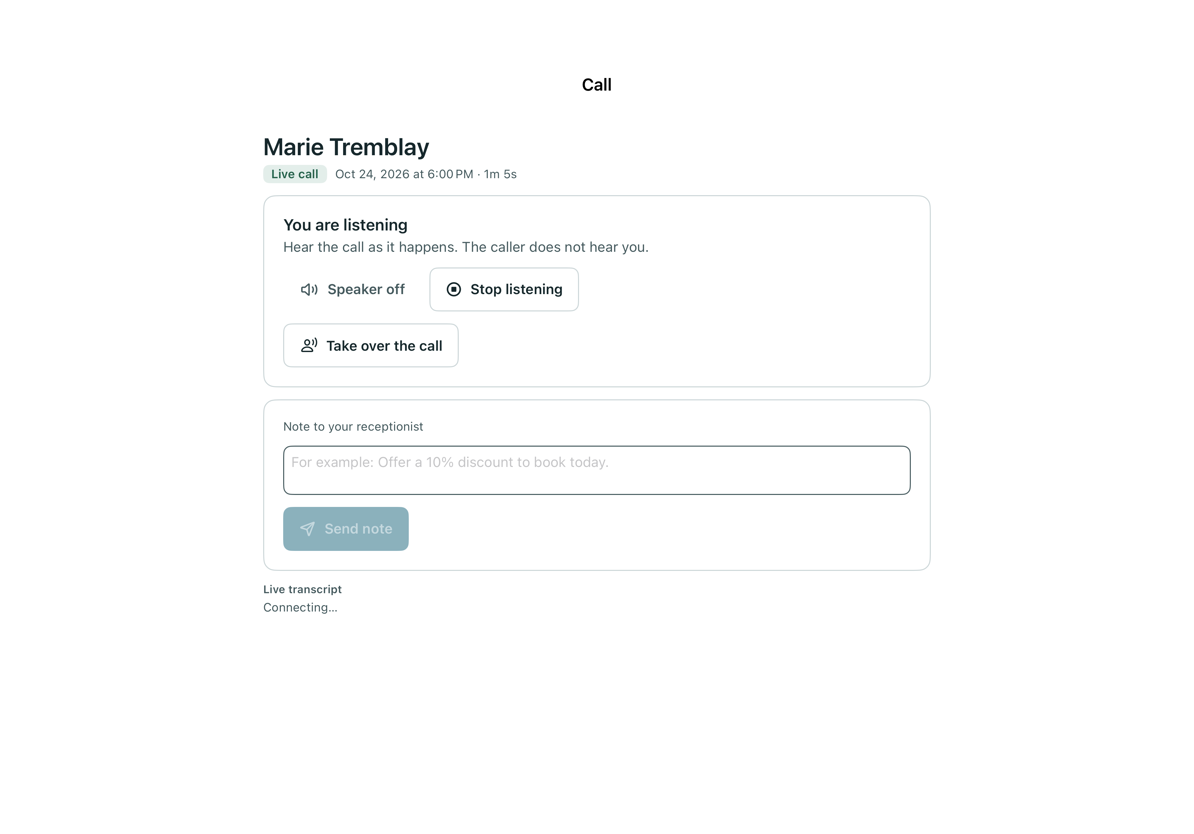 Call
Marie Tremblay
Live call Oct 24, 2026 at 6:00 PM · 1m 5s
You are listening
Hear the call as it happens. The caller does not hear you.
Speaker off Stop listening
Take over the call
Note to your receptionist
For example: Offer a 10% discount to book today.
Send note
Live transcript
Connecting...